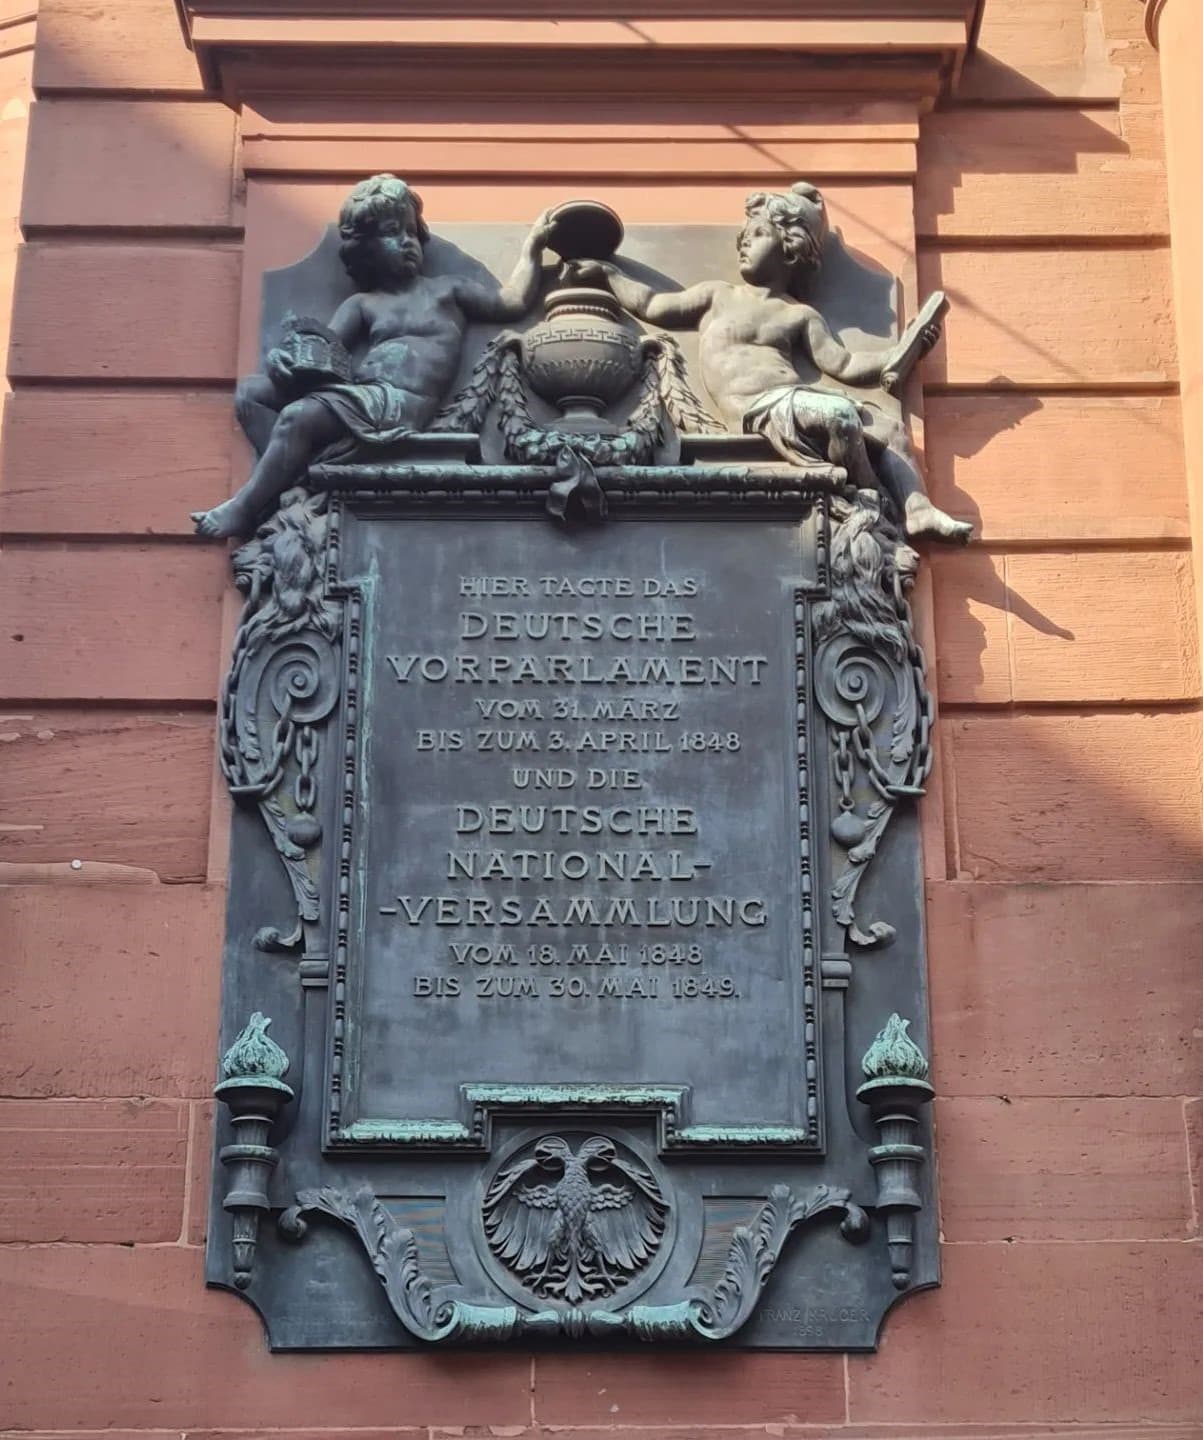 HIER TAGTE DAS
DEUTSCHE
VORPARLAMENT
VOM 31. MÄRZ
BIS ZUM 3. APRIL 1848
UND DIE
DEUTSCHE
NATIONAL-
-VERSAMMLUNG
VOM 18. MAI 1848
BIS ZUM 30. MAI 1849.
FRANZ KRÜGER